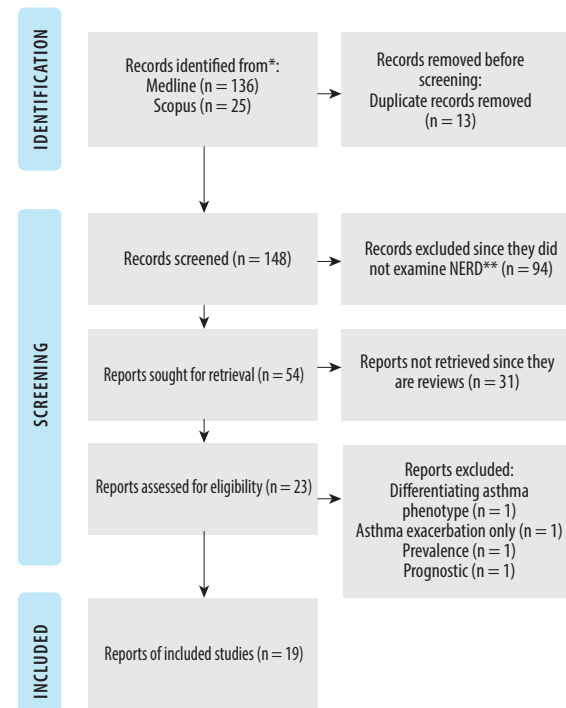 IDENTIFICATION
Records identified from*:
Medline (n = 136)
Scopus (n = 25)
Records removed before
screening:
Duplicate records removed
(n = 13)
SCREENING
Records screened (n = 148)
Records excluded since they did
not examine NERD** (n = 94)
Reports sought for retrieval (n = 54)
Reports not retrieved since they
are reviews (n = 31)
Reports assessed for eligibility (n = 23)
Reports excluded:
Differentiating asthma
phenotype (n = 1)
Asthma exacerbation only (n = 1)
Prevalence (n = 1)
Prognostic (n = 1)
INCLUDED
Reports of included studies (n = 19)